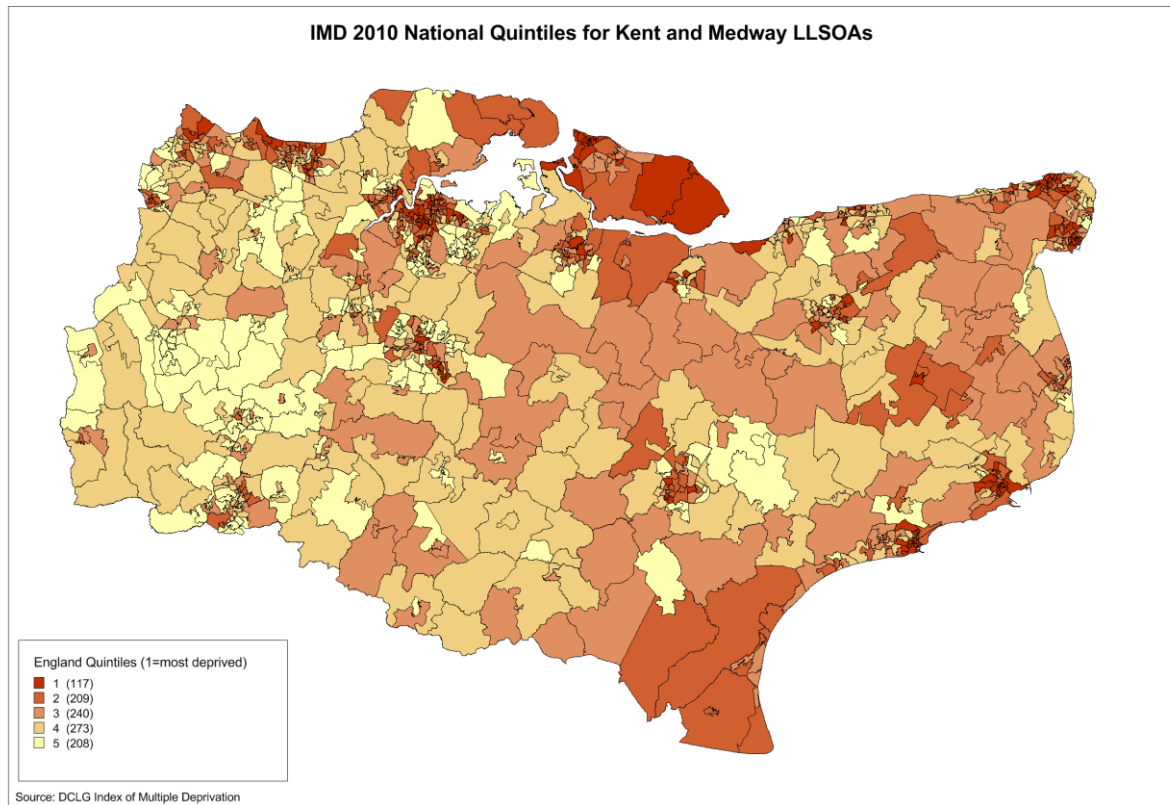 IMD 2010 National Quintiles for Kent and Medway LLSOAs
England Quintiles (1=most deprived)
1 (117)
2 (209)
3 (240)
4 (273)
5 (208)
Source: DCLG Index of Multiple Deprivation